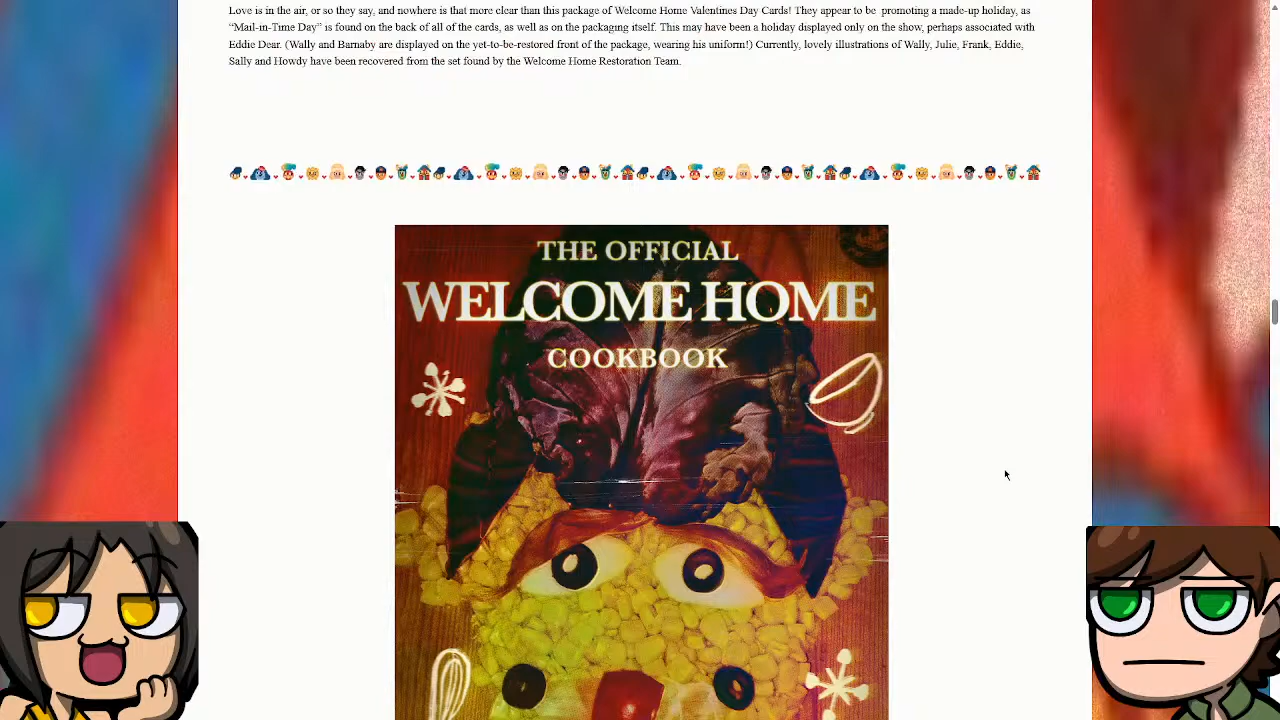 Love is in the air, or so they say, and nowhere is that more clear than this package of Welcome Home Valentines Day Cards! They appear to be promoting a made-up holiday, as
“Mail-in-Time Day” is found on the back of all of the cards, as well as on the packaging itself. This may have been a holiday displayed only on the show, perhaps associated with
Eddie Dear. (Wally and Barnaby are displayed on the yet-to-be-restored front of the package, wearing his uniform!) Currently, lovely illustrations of Wally, Julie, Frank, Eddie,
Sally and Howdy have been recovered from the set found by the Welcome Home Restoration Team.
THE OFFICIAL
WELCOME HOME
COOKBOOK